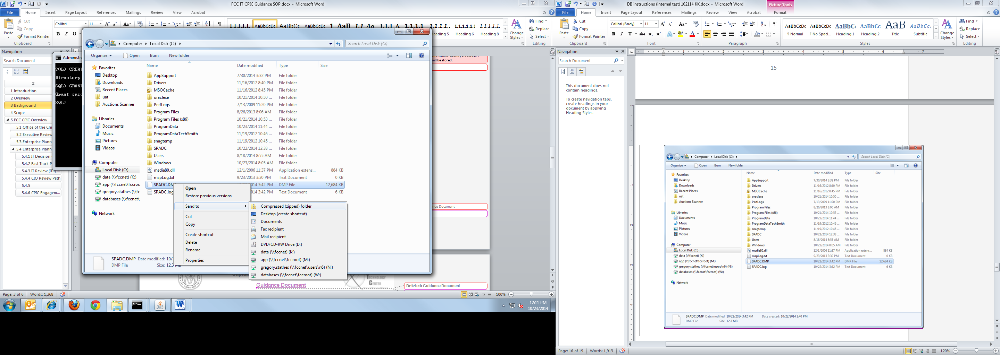 FCC IT CPIC Guidance SOP.docx - Microsoft Word
File Home Insert Page Layout References Mailings Review View Acrobat
Cut
Copy
Format Painter
Paste
Clipboard
Calibri 11
B I U
Heading 5 Heading 6 Heading 8
Change Styles
Find
Replace
Select
Editing
Navigation
Search Document
1 Introduction
2 Overview
3 Background
4 Scope
5 FCC CPIC Overview
5.1 Office of the Chi
5.2 Executive Review
5.3 Enterprise Plann
5.4 Enterprise Plann
5.4.1 IT Decision
5.4.2 Fast Track P
5.4.3 IT Review (ITR) ...
5.4.4 CIO Review Path
5.4.5
5.4.6 CPIC Engagem...
Administra
SQL> CREAT
Directory
SQL> GRANT
Grant succ
SQL>
Computer Local Disk (C:)
Search Local Disk (C:)
Organize Open Burn New folder
Favorites
Desktop
Downloads
Recent Places
uat
Auctions Scanner
Libraries
Documents
Music
Pictures
Videos
Computer
Local Disk (C:)
data (\\fccnet) (K:)
app (\\fccnet\fccroc
gregory.stathes (\\fc
databases (\\fccnet\
Network
Name Date modified Type Size
AppSupport 7/30/2014 3:32 PM File folder
Drivers 11/16/2012 8:40 PM File folder
MSOCache 11/16/2012 8:45 PM File folder
oraclexe 10/21/2014 10:50 ... File folder
PerfLogs 7/13/2009 11:20 PM File folder
Program Files 8/26/2013 8:06 AM File folder
Program Files (x86) 10/21/2014 10:53 ... File folder
ProgramData 10/23/2014 11:44 ... File folder
ProgramDataTechSmith 11/19/2012 10:46 ... File folder
snagtemp 11/19/2012 10:45 ... File folder
SPADC 10/22/2014 12:38 ... File folder
Users 8/18/2014 8:55 AM File folder
Windows 10/23/2014 8:05 AM File folder
msdia80.dll 12/1/2006 11:37 PM Application extens... 884 KB
mspLog.txt 9/23/2013 3:30 PM Text Document 0 KB
SPADC.DMP 014 3:42 PM DMP File 12,684 KB
SPADC.log 014 3:42 PM Text Document 6 KB
Open
Restore previous versions
Send to
Cut
Copy
Create shortcut
Delete
Rename
Properties
Compressed (zipped) folder
Desktop (create shortcut)
Documents
Fax recipient
Mail recipient
DVD/CD-RW Drive (D:)
data (\\fccnet) (K:)
app (\\fccnet\fccroot) (M:)
gregory.stathes (\\fccnet\users\n6) (N:)
databases (\\fccnet\fccroot) (W:)
SPADC.DMP Date modified: 10/2
DMP File Size: 12.3 MB
will be stored.
nce Document
TECHNOLOGY
CENTER
Guidance Document
Deleted: Guidance Document
Page: 3 of 6 Words: 1,368
100%
12:11 PM
10/23/2014
DB instructions (internal test) 102114 KK.docx - Microsoft Word
Picture Tools
File Home Insert Page Layout References Mailings Review View Acrobat Format
Paste
Cut
Copy
Format Painter
Calibri (Body) 11
B I U abc x₂ x²
AaBbCcDc AaBbCcDc AaBbC AaBbCc AaB AaBbCc.
¶ Normal ¶ No Spaci... Heading 1 Heading 2 Title Subtitle
Change Styles
Find
Replace
Select
Clipboard Font Paragraph Styles Editing
Navigation
Search Document
This document does not contain headings.
To create navigation tabs, create headings in your document by applying Heading Styles.
15
Computer Local Disk (C:)
Search Local Disk (C:)
Organize Open Burn New folder
Favorites
Desktop
Downloads
Recent Places
uat
Auctions Scanner
Libraries
Documents
Music
Pictures
Videos
Computer
Local Disk (C:)
data (\\fccnet) (K:)
app (\\fccnet\fccroot) (M:)
gregory.stathes (\\fccnet\users\n6) (N:)
databases (\\fccnet\fccroot) (W:)
Network
Name Date modified Type Size
AppSupport 7/30/2014 3:32 PM File folder
Drivers 11/16/2012 8:40 PM File folder
MSOCache 11/16/2012 8:45 PM File folder
oraclexe 10/21/2014 10:50 ... File folder
PerfLogs 7/13/2009 11:20 PM File folder
Program Files 8/26/2013 8:06 AM File folder
Program Files (x86) 10/21/2014 10:53 ... File folder
ProgramData 10/23/2014 11:44 ... File folder
ProgramDataTechSmith 11/19/2012 10:46 ... File folder
snagtemp 11/19/2012 10:45 ... File folder
SPADC 10/22/2014 12:38 ... File folder
Users 8/18/2014 8:55 AM File folder
Windows 10/23/2014 8:05 AM File folder
msdia80.dll 12/1/2006 11:37 PM Application extens... 884 KB
mspLog.txt 9/23/2013 3:30 PM Text Document 0 KB
SPADC.DMP 10/22/2014 3:42 PM DMP File 12,684 KB
SPADC.log 10/22/2014 3:42 PM Text Document 6 KB
SPADC.DMP Date modified: 10/22/2014 3:42 PM Date created: 10/22/2014 3:40 PM
DMP File Size: 12.3 MB
Page: 16 of 19 Words: 1,913
120%